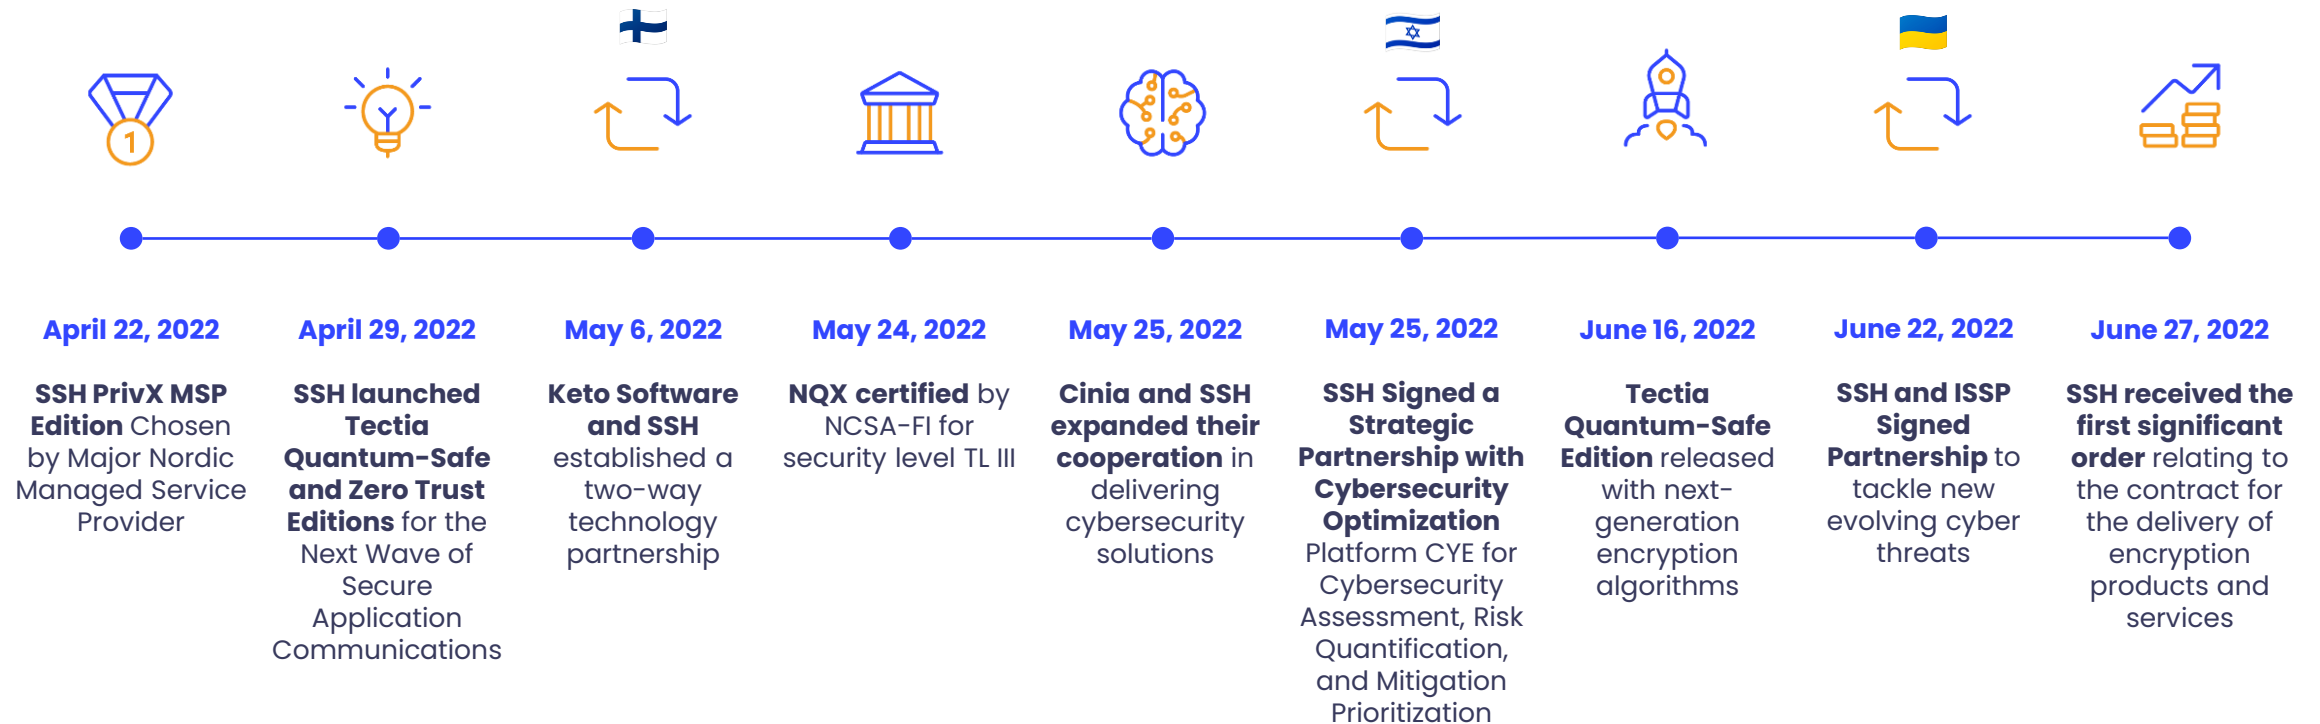 1
April 22, 2022
SSH PrivX MSP
Edition Chosen
by Major Nordic
Managed Service
Provider
April 29, 2022
SSH launched
Tectia
Quantum-Safe
and Zero Trust
Editions for the
Next Wave of
Secure
Application
Communications
May 6, 2022
Keto Software
and SSH
established a
two-way
technology
partnership
May 24, 2022
NQX certified by
NCSA-FI for
security level TL III
May 25, 2022
Cinia and SSH
expanded their
cooperation in
delivering
cybersecurity
solutions
May 25, 2022
SSH Signed a
Strategic
Partnership with
Cybersecurity
Optimization
Platform CYE for
Cybersecurity
Assessment, Risk
Quantification,
and Mitigation
Prioritization
June 16, 2022
Tectia
Quantum-Safe
Edition released
with next-
generation
encryption
algorithms
June 22, 2022
SSH and ISSP
Signed
Partnership to
tackle new
evolving cyber
threats
June 27, 2022
SSH received the
first significant
order relating to
the contract for
the delivery of
encryption
products and
services